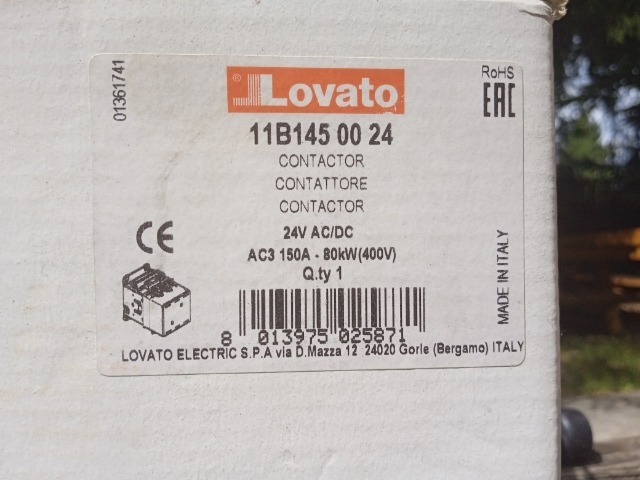 01361741
Lovato
RoHS
EAC
11B145 00 24
CONTACTOR
CONTATTORE
CONTACTOR
24V AC/DC
CE
AC3 150A - 80kW(400V)
Q.ty 1
MADE IN ITALY
8 013975 025871
LOVATO ELECTRIC S.P.A via D.Mazza 12 24020 Gorle (Bergamo) ITALY